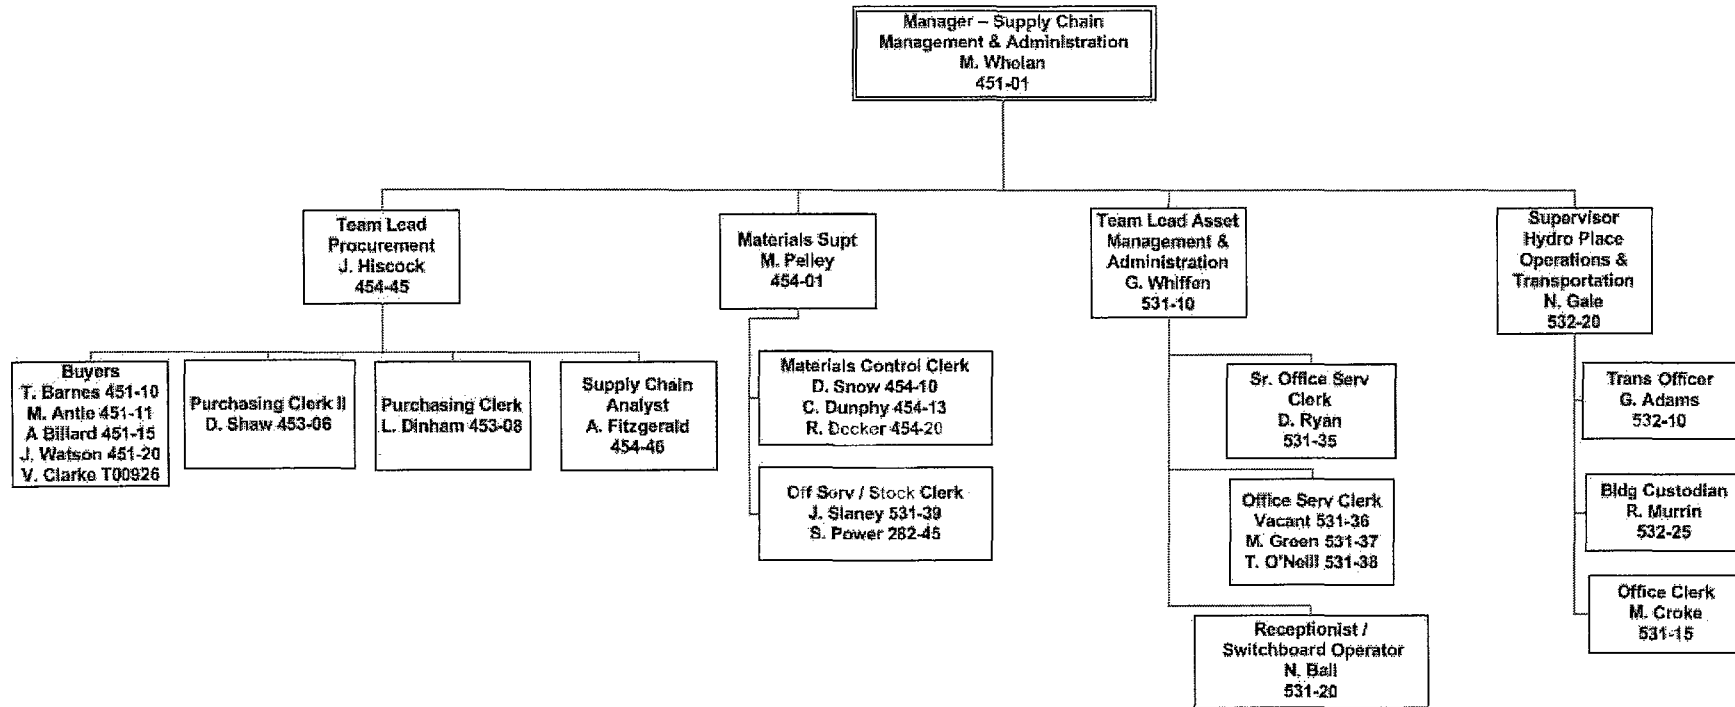 Manager – Supply Chain
Management & Administration
M. Whelan
451-01
Team Lead
Procurement
J. Hiscock
454-45
Materials Supt
M. Pelley
454-01
Team Lead Asset
Management &
Administration
G. Whiffen
531-10
Supervisor
Hydro Place
Operations &
Transportation
N. Gale
532-20
Buyers
T. Barnes 451-10
M. Antle 451-11
A Billard 451-15
J. Watson 451-20
V. Clarke T00926
Purchasing Clerk II
D. Shaw 453-06
Purchasing Clerk
L. Dinham 453-08
Supply Chain
Analyst
A. Fitzgerald
454-46
Materials Control Clerk
D. Snow 454-10
C. Dunphy 454-13
R. Decker 454-20
Off Serv / Stock Clerk
J. Slaney 531-39
S. Power 282-45
Sr. Office Serv
Clerk
D. Ryan
531-35
Office Serv Clerk
Vacant 531-36
M. Green 531-37
T. O'Neill 531-38
Receptionist /
Switchboard Operator
N. Ball
531-20
Trans Officer
G. Adams
532-10
Bldg Custodian
R. Murrin
532-25
Office Clerk
M. Croke
531-15